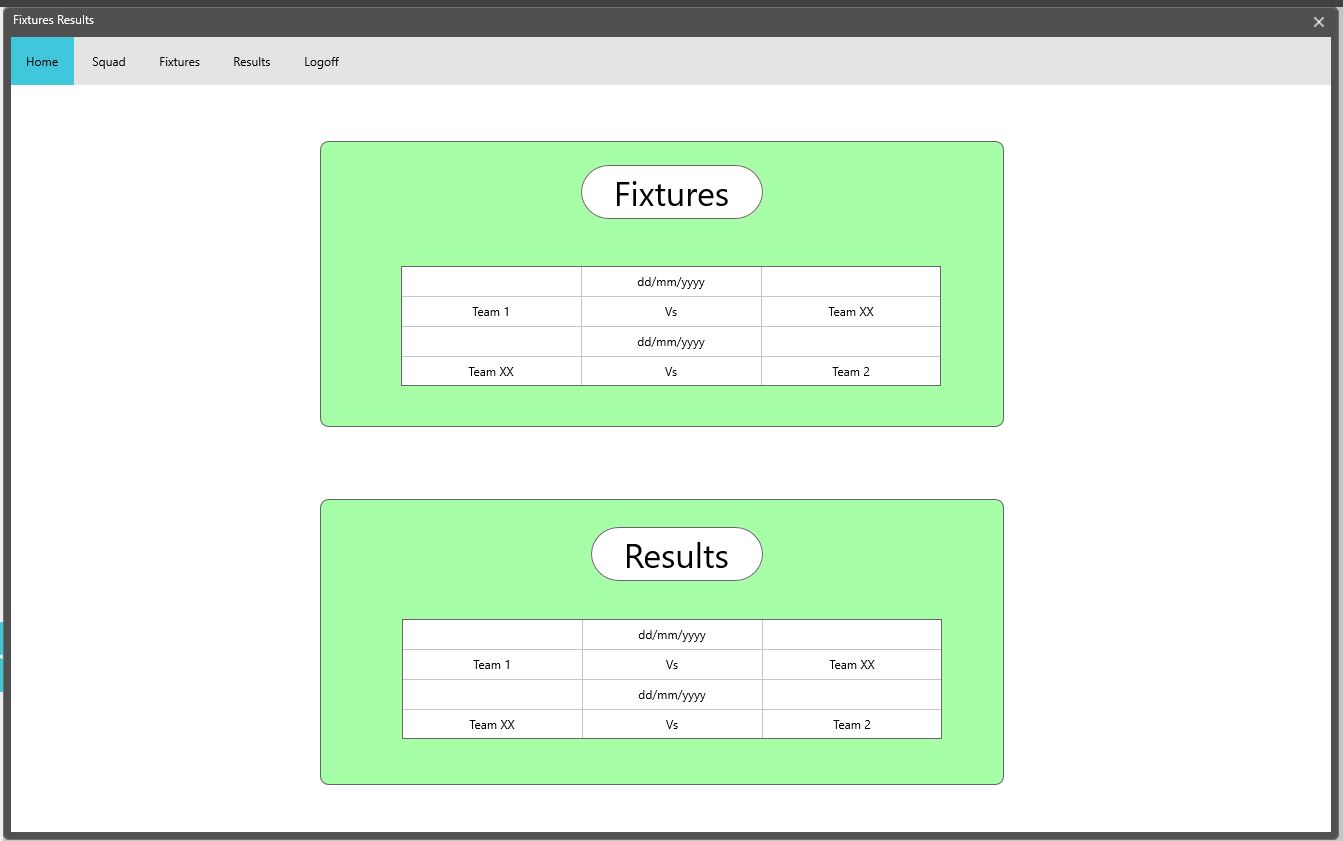 Fixtures Results
Home Squad Fixtures Results Logoff
Fixtures
dd/mm/yyyy
Team 1 Vs Team XX
dd/mm/yyyy
Team XX Vs Team 2
Results
dd/mm/yyyy
Team 1 Vs Team XX
dd/mm/yyyy
Team XX Vs Team 2